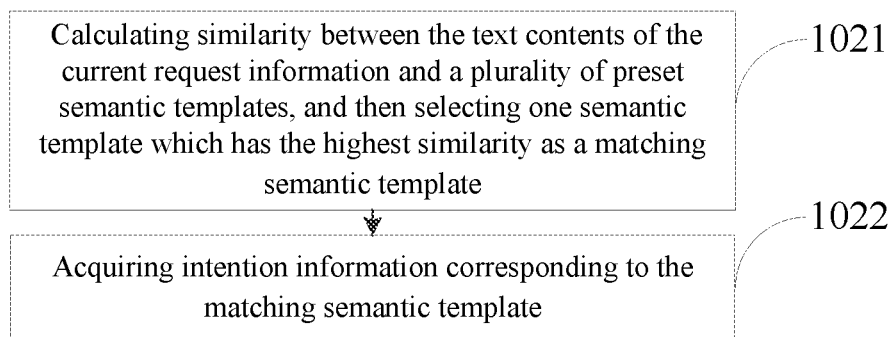 Calculating similarity between the text contents of the
current request information and a plurality of preset
semantic templates, and then selecting one semantic
template which has the highest similarity as a matching
semantic template
1021
Acquiring intention information corresponding to the
matching semantic template
1022